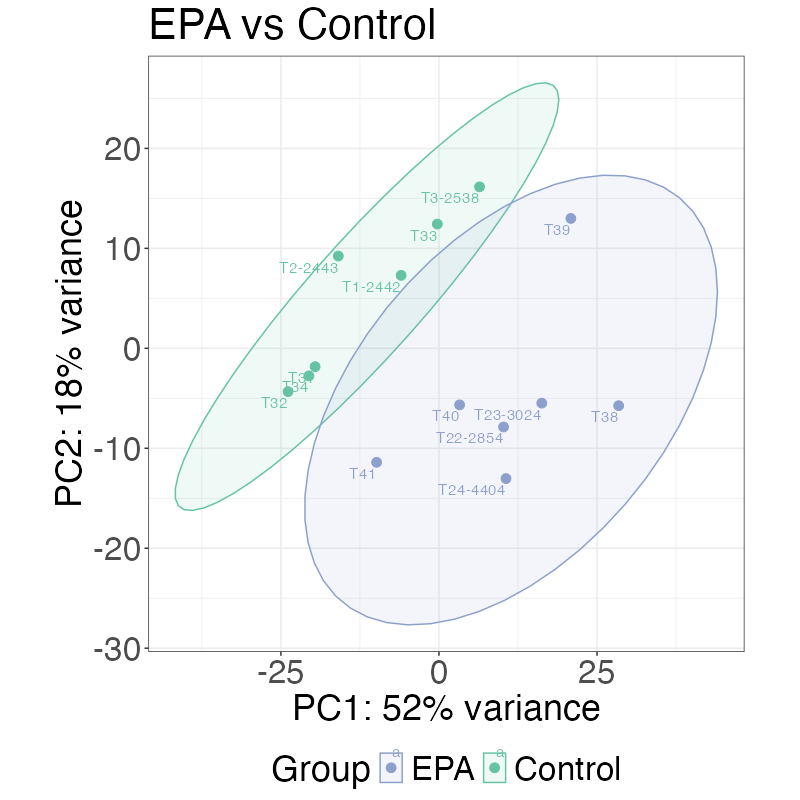 EPA vs Control
PC2: 18% variance
20
10
0
-10
-20
-30
T3-2538
T33
T39
T2-2443
T1-2442
T34
T32
T40
T23-3024
T38
T22-2854
T41
T24-4404
-25
0
25
PC1: 52% variance
Group a EPA a Control